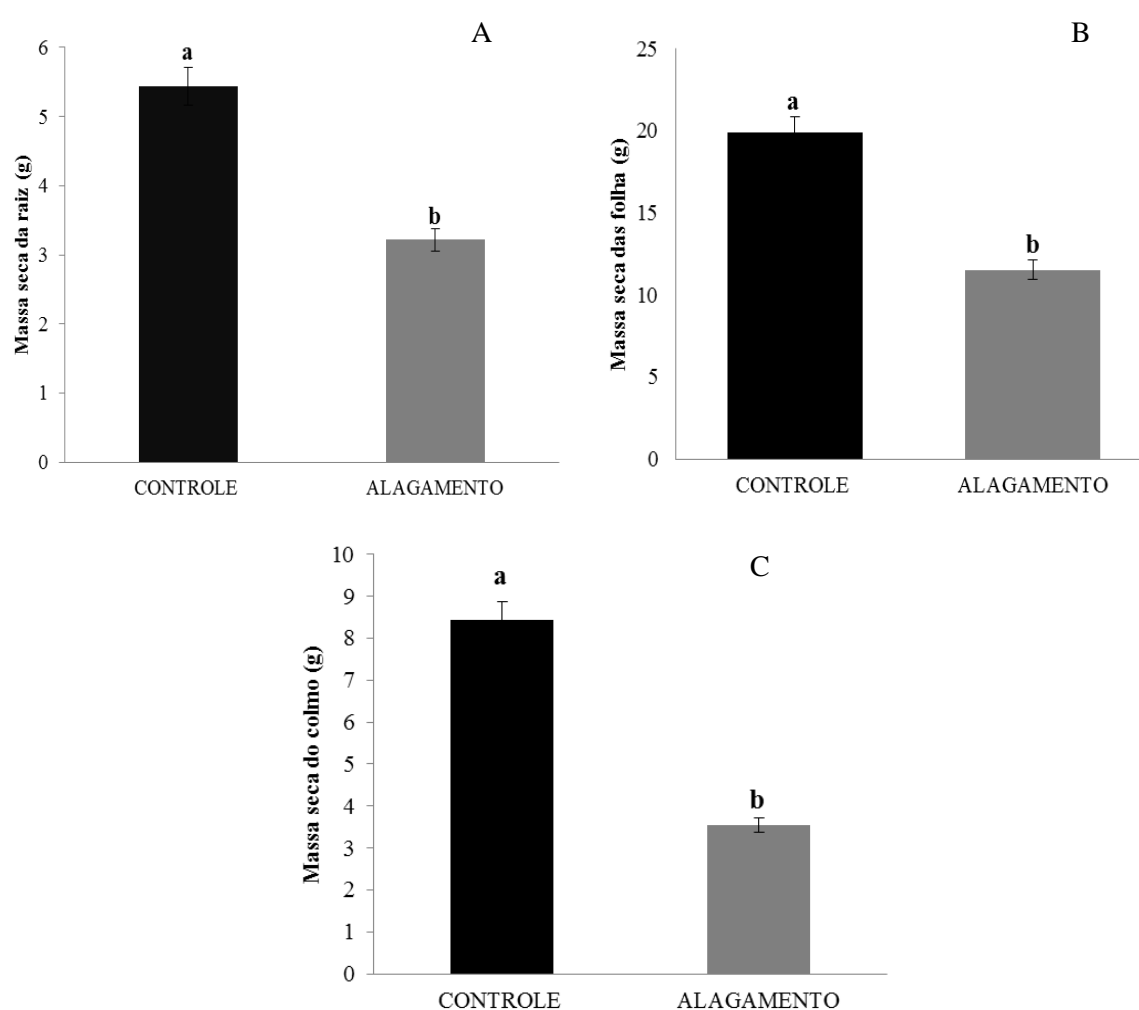 A
Massa seca da raiz (g)
6
5
4
3
2
1
0
a
b
CONTROLE
ALAGAMENTO
B
Massa seca das folha (g)
25
20
15
10
5
0
a
b
CONTROLE
ALAGAMENTO
C
Massa seca do colmo (g)
10
9
8
7
6
5
4
3
2
1
0
a
b
CONTROLE
ALAGAMENTO